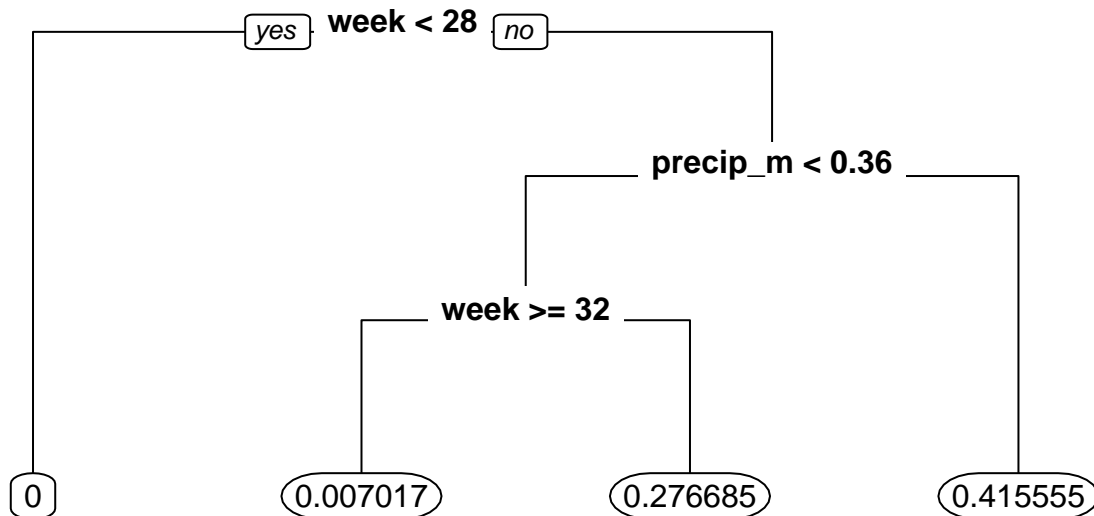 yes week < 28 no
precip_m < 0.36
week >= 32
0 0.007017 0.276685 0.415555